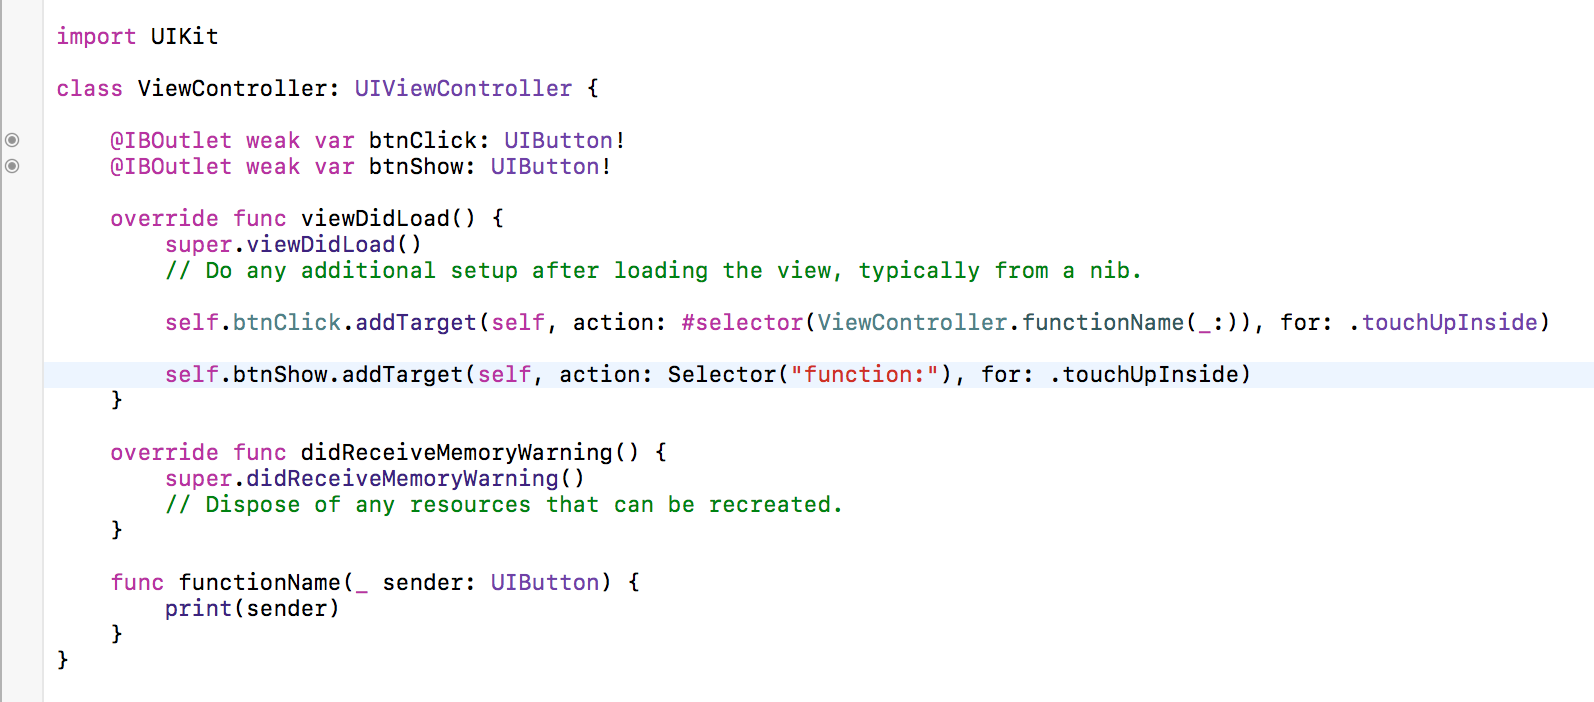 import UIKit
class ViewController: UIViewController {
@IBOutlet weak var btnClick: UIButton!
@IBOutlet weak var btnShow: UIButton!
override func viewDidLoad() {
super.viewDidLoad()
// Do any additional setup after loading the view, typically from a nib.
self.btnClick.addTarget(self, action: #selector(ViewController.functionName(_:)), for: .touchUpInside)
self.btnShow.addTarget(self, action: Selector("function:"), for: .touchUpInside)
}
override func didReceiveMemoryWarning() {
super.didReceiveMemoryWarning()
// Dispose of any resources that can be recreated.
}
func functionName(_ sender: UIButton) {
print(sender)
}
}